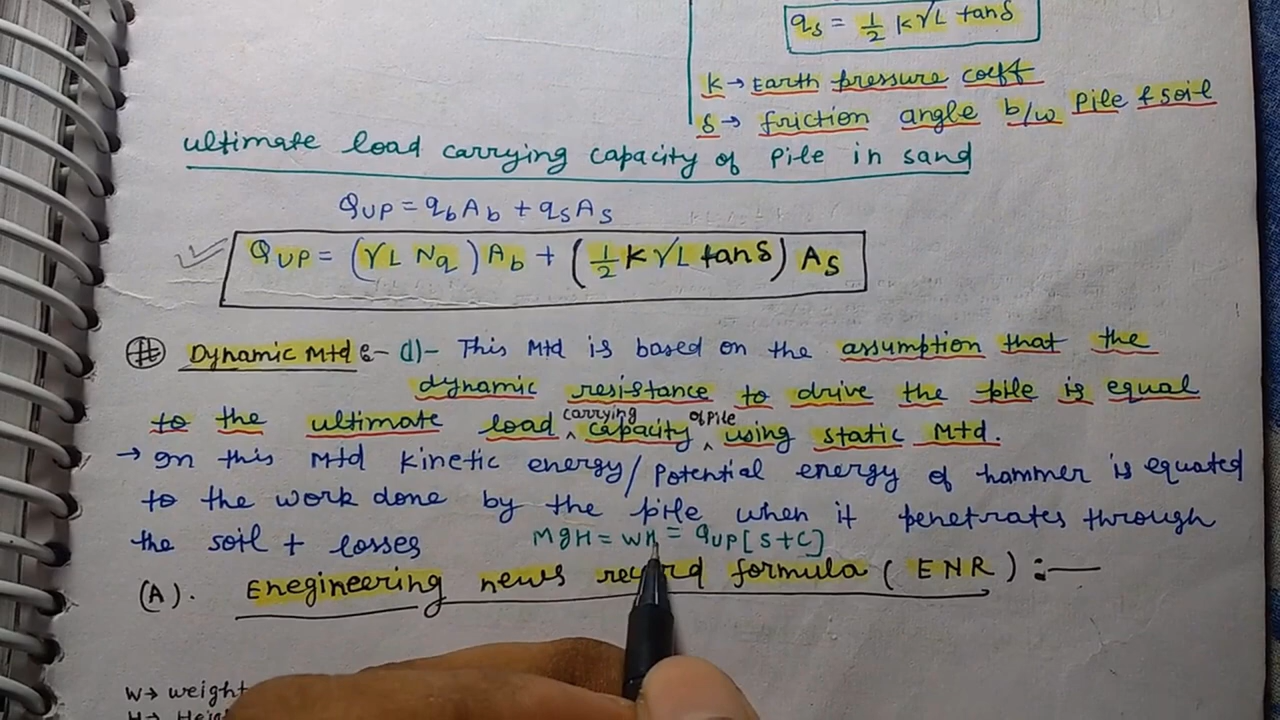 qs = 1/2 KγL tanδ
K → Earth pressure coeff
δ → friction angle b/w Pile & soil
ultimate load carrying capacity of Pile in sand
QUP = qbAb + qsAs
QUP = (γL Nq) Ab + (1/2 KγL tanδ) As
Dynamic Mtd :- (1)- This Mtd is based on the assumption that the
dynamic resistance to drive the pile is equal
to the ultimate load carrying capacity of Pile using static Mtd.
→ In this Mtd kinetic energy/Potential energy of hammer is equated
to the work done by the pile when it penetrates through
the soil + losses MgH = WH = QUP[S+C]
(A). Enegineering news record formula (ENR) :—
W → weight
H →